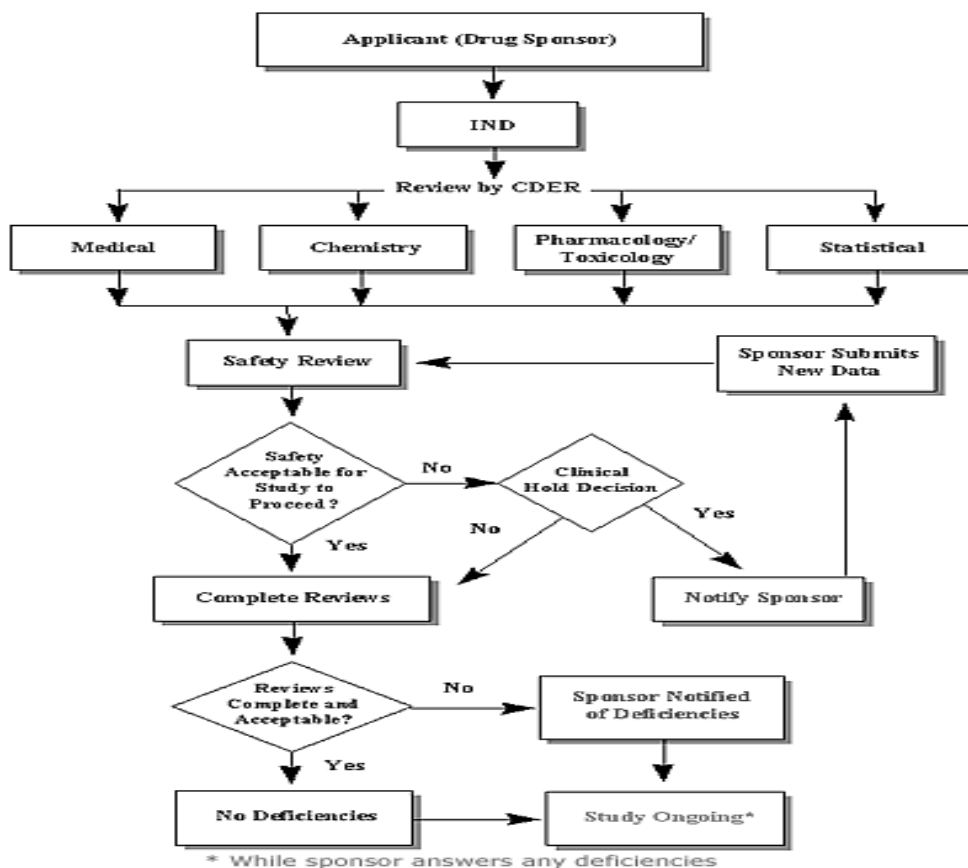 Applicant (Drug Sponsor)
IND
Review by CDER
Medical
Chemistry
Pharmacology/
Toxicology
Statistical
Safety Review
Sponsor Submits
New Data
Safety
Acceptable for
Study to
Proceed?
No
Clinical
Hold Decision
No
Yes
Yes
Complete Reviews
Notify Sponsor
Reviews
Complete and
Acceptable?
No
Sponsor Notified
of Deficiencies
Yes
No Deficiencies
Study Ongoing*
* While sponsor answers any deficiencies